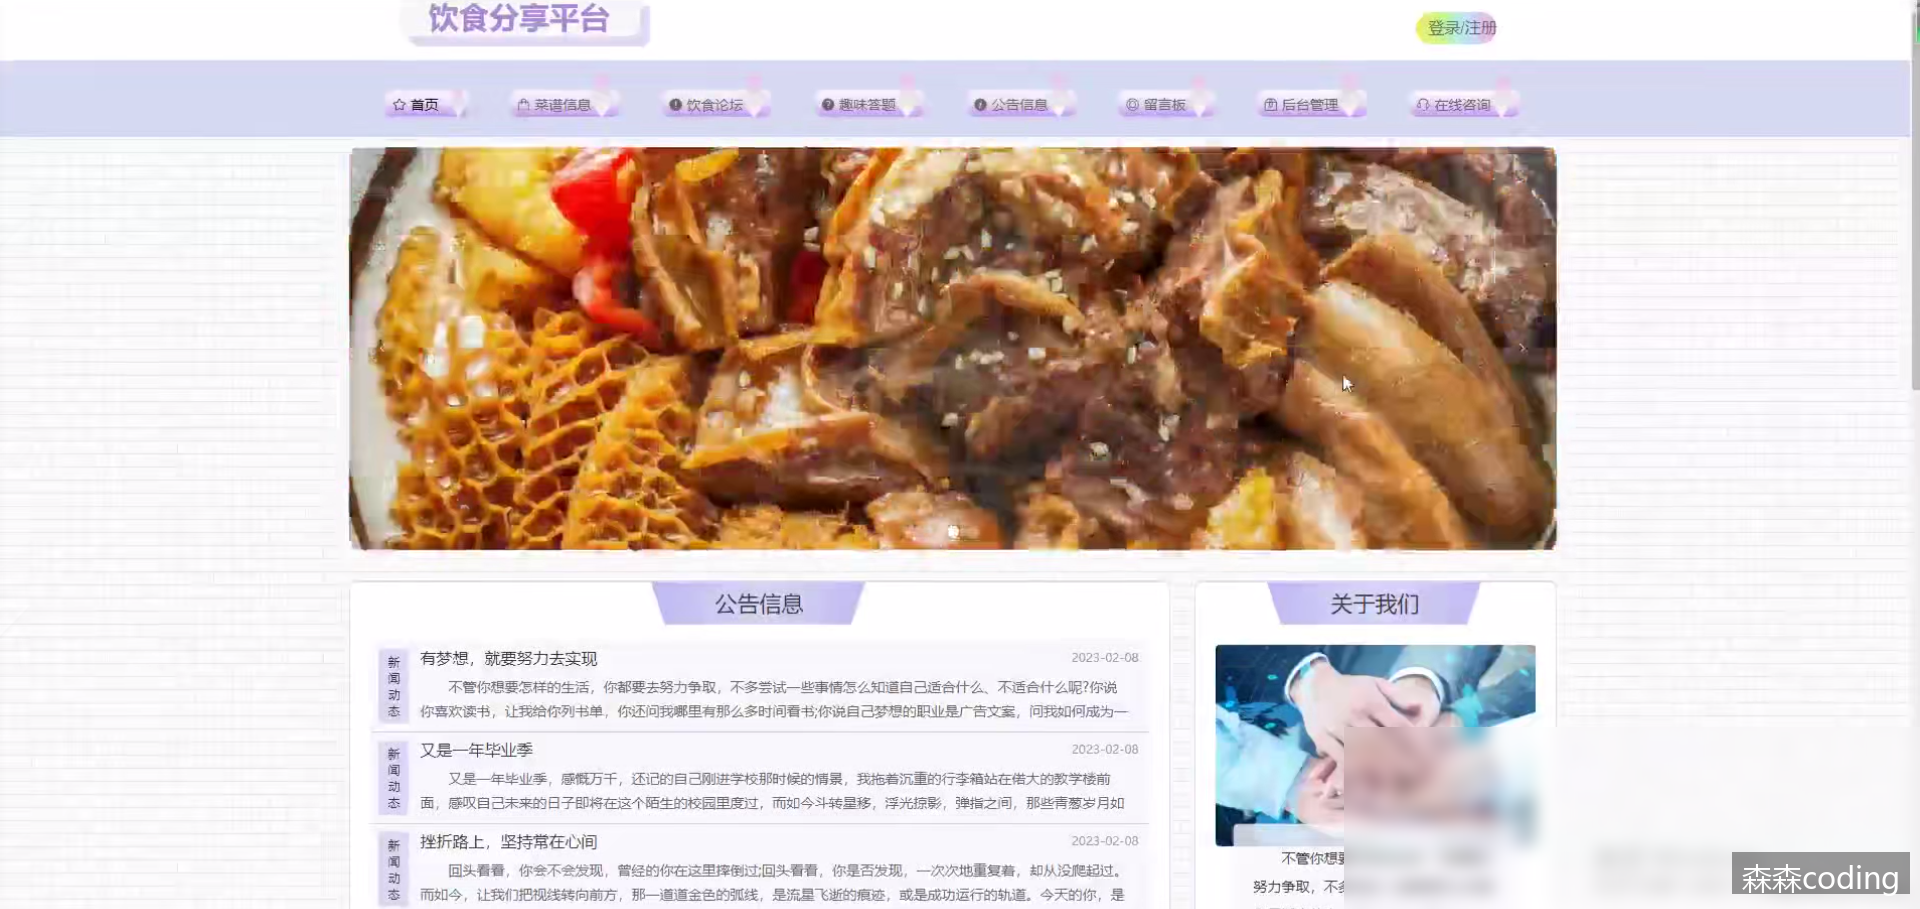 饮食分享平台
登录/注册
首页
菜谱信息
饮食论坛
趣味答题
公告信息
留言板
后台管理
在线咨询
公告信息
新闻动态
有梦想，就要努力去实现
2023-02-08
不管你想要怎样的生活，你都要去努力争取，不多尝试一些事情怎么知道自己适合什么、不适合什么呢?你说
你喜欢读书，让我给你列书单，你还问我哪里有那么多时间看书;你说自己梦想的职业是广告文案，问我如何成为一
新闻动态
又是一年毕业季
2023-02-08
又是一年毕业季，感慨万千，还记的自己刚进学校那时候的情景，我拖着沉重的行李箱站在偌大的教学楼前
面，感叹自己未来的日子即将在这个陌生的校园里度过，而如今斗转星移，浮光掠影，弹指之间，那些青葱岁月如
新闻动态
挫折路上，坚持常在心间
2023-02-08
回头看看，你会不会发现，曾经的你在这里摔倒过;回头看看，你是否发现，一次次地重复着，却从没爬起过。
而如今，让我们把视线转向前方，那一道道金色的弧线，是流星飞逝的痕迹，或是成功运行的轨道。今天的你，是
关于我们
不管你想
努力争取，不
森森coding